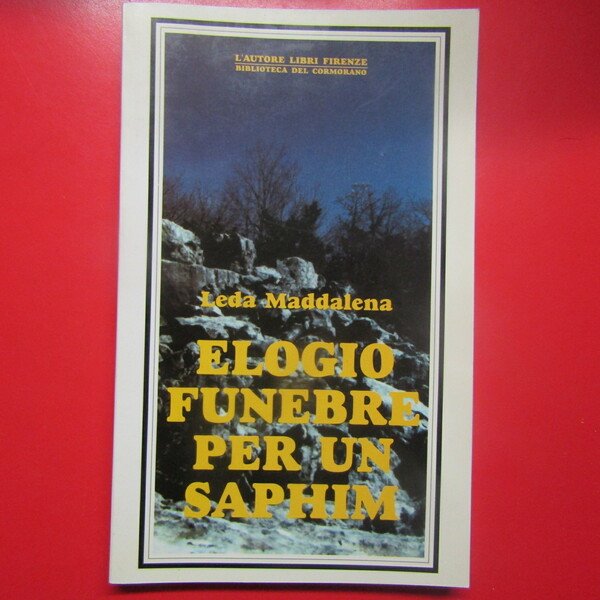 L'AUTORE LIBRI FIRENZE
BIBLIOTECA DEL CORMORANO
Leda Maddalena
ELOGIO
FUNEBRE
PER UN
SAPHIM